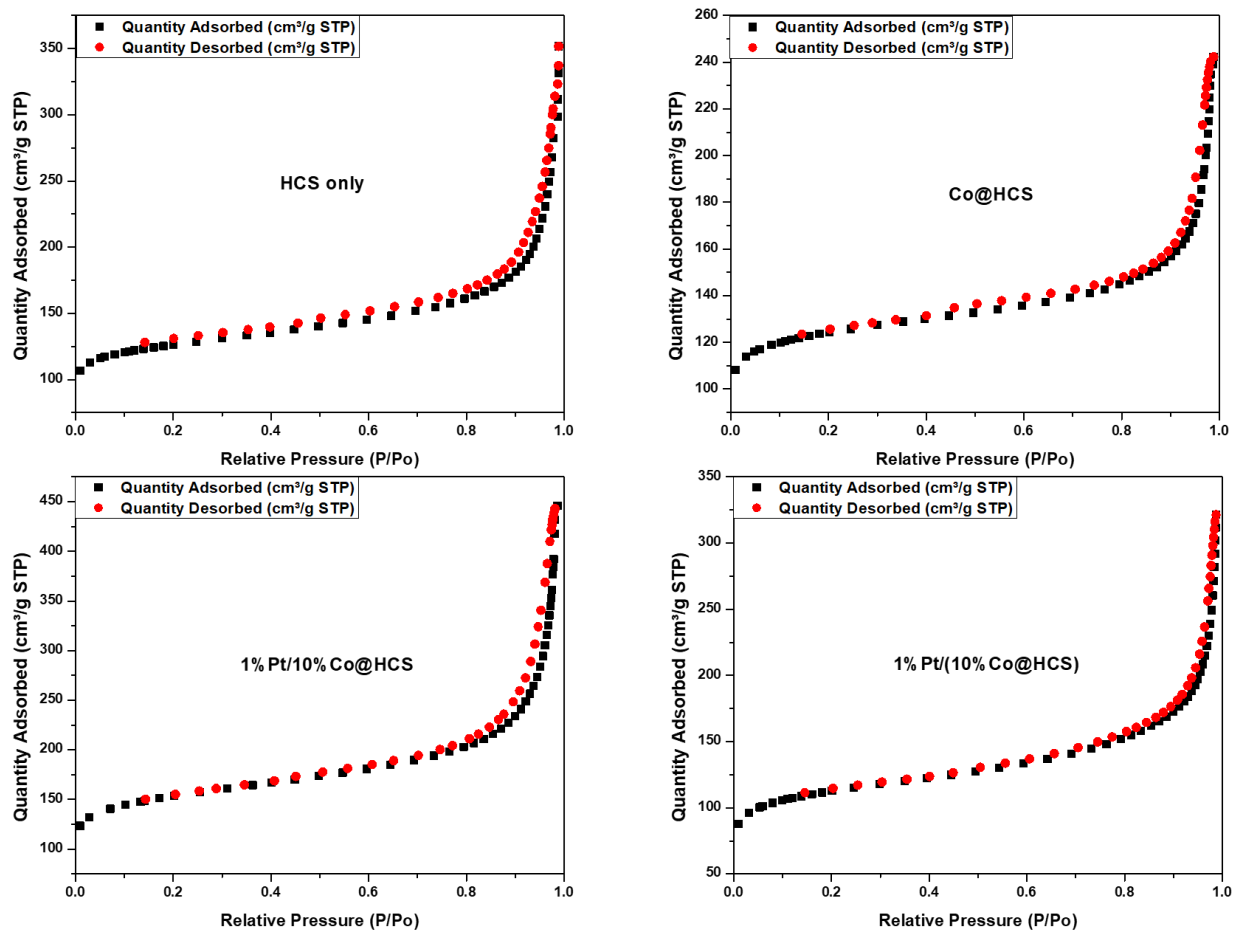 Quantity Adsorbed (cm³/g STP)
Quantity Desorbed (cm³/g STP)
HCS only
Quantity Adsorbed (cm³/g STP)
350
300
250
200
150
100
0.0 0.2 0.4 0.6 0.8 1.0
Relative Pressure (P/Po)
Quantity Adsorbed (cm³/g STP)
Quantity Desorbed (cm³/g STP)
Co@HCS
Quantity Adsorbed (cm³/g STP)
260
240
220
200
180
160
140
120
100
0.0 0.2 0.4 0.6 0.8 1.0
Relative Pressure (P/Po)
Quantity Adsorbed (cm³/g STP)
Quantity Desorbed (cm³/g STP)
1% Pt/10% Co@HCS
Quantity Adsorbed (cm³/g STP)
450
400
350
300
250
200
150
100
0.0 0.2 0.4 0.6 0.8 1.0
Relative Pressure (P/Po)
Quantity Adsorbed (cm³/g STP)
Quantity Desorbed (cm³/g STP)
1% Pt/(10% Co@HCS)
Quantity Adsorbed (cm³/g STP)
350
300
250
200
150
100
50
0.0 0.2 0.4 0.6 0.8 1.0
Relative Pressure (P/Po)